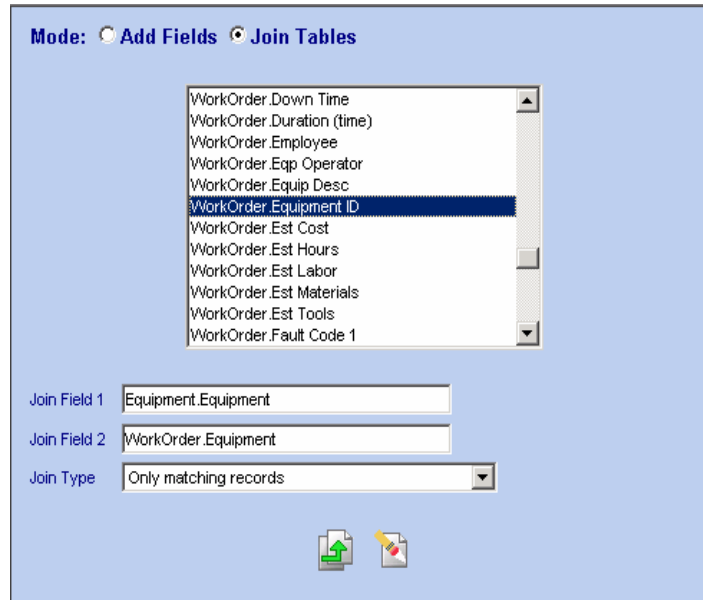 Mode: Add Fields Join Tables
WorkOrder.Down Time
WorkOrder.Duration (time)
WorkOrder.Employee
WorkOrder.Eqp Operator
WorkOrder.Equip Desc
WorkOrder.Equipment ID
WorkOrder.Est Cost
WorkOrder.Est Hours
WorkOrder.Est Labor
WorkOrder.Est Materials
WorkOrder.Est Tools
WorkOrder.Fault Code 1
Join Field 1 Equipment.Equipment
Join Field 2 WorkOrder.Equipment
Join Type Only matching records